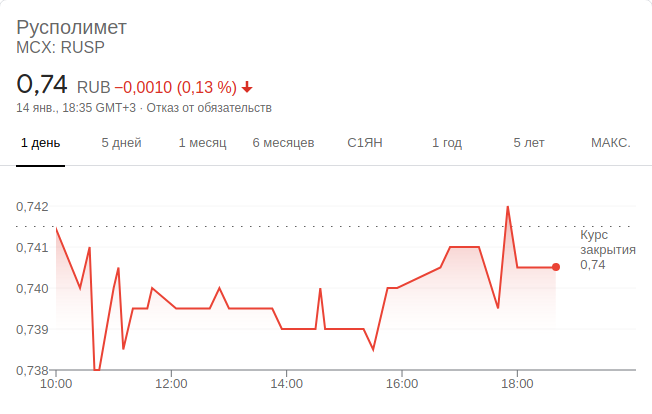 Русполимет
MCX: RUSP
0,74 RUB −0,0010 (0,13 %)
14 янв., 18:35 GMT+3 · Отказ от обязательств
1 день 5 дней 1 месяц 6 месяцев С1ЯН 1 год 5 лет МАКС.
0,742
0,741
0,740
0,739
0,738
Курс
закрытия
0,74
10:00 12:00 14:00 16:00 18:00